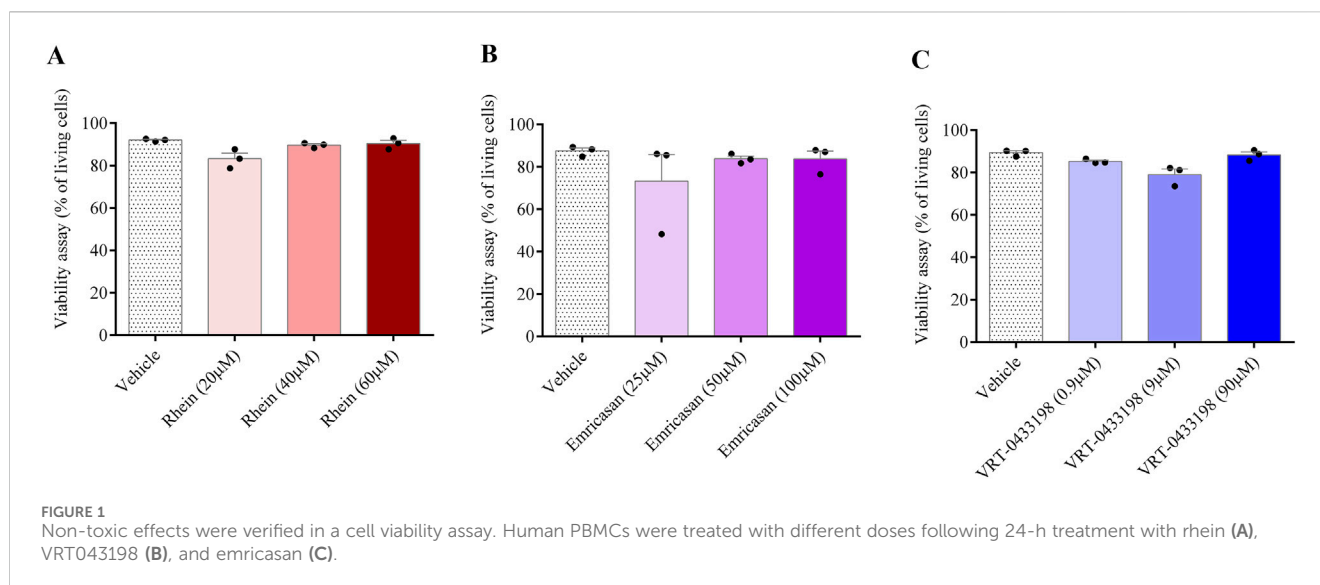 A
Viability assay (% of living cells)
100
80
60
40
20
0
Vehicle
Rhein (20µM)
Rhein (40µM)
Rhein (60µM)
B
Viability assay (% of living cells)
100
80
60
40
20
0
Vehicle
Emricasan (25µM)
Emricasan (50µM)
Emricasan (100µM)
C
Viability assay (% of living cells)
100
80
60
40
20
0
Vehicle
VRT-0433198 (0.9µM)
VRT-0433198 (9µM)
VRT-0433198 (90µM)
FIGURE 1
Non-toxic effects were verified in a cell viability assay. Human PBMCs were treated with different doses following 24-h treatment with rhein (A),
VRT043198 (B), and emricasan (C).